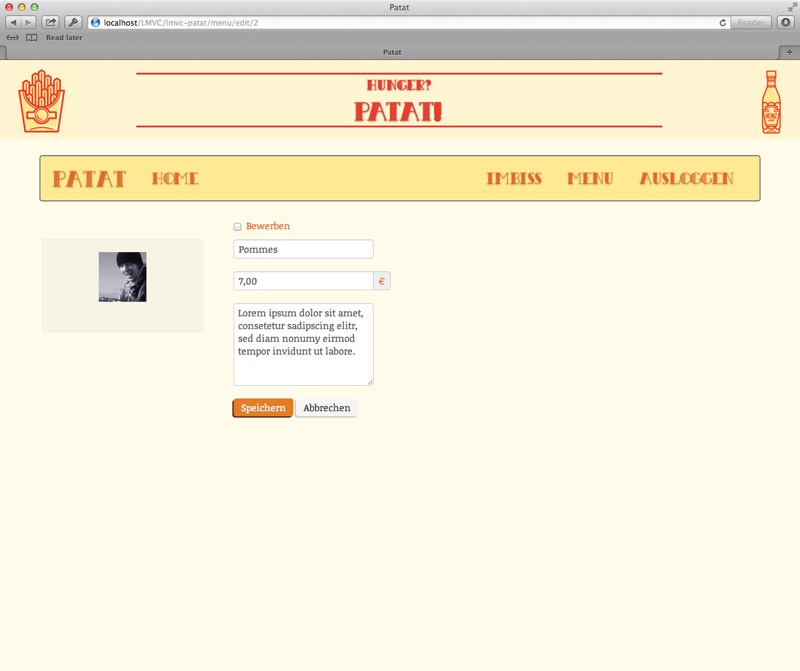 Patat
localhost/LMVC/lmvc-patat/menu/edit/2
Reader
Read later
Patat
HUNGER?
PATAT!
HEINZ
PATAT HOME IMBISS MENU AUSLOGGEN
Bewerben
Pommes
7,00 €
Lorem ipsum dolor sit amet,
consetetur sadipscing elitr,
sed diam nonumy eirmod
tempor invidunt ut labore.
Speichern Abbrechen